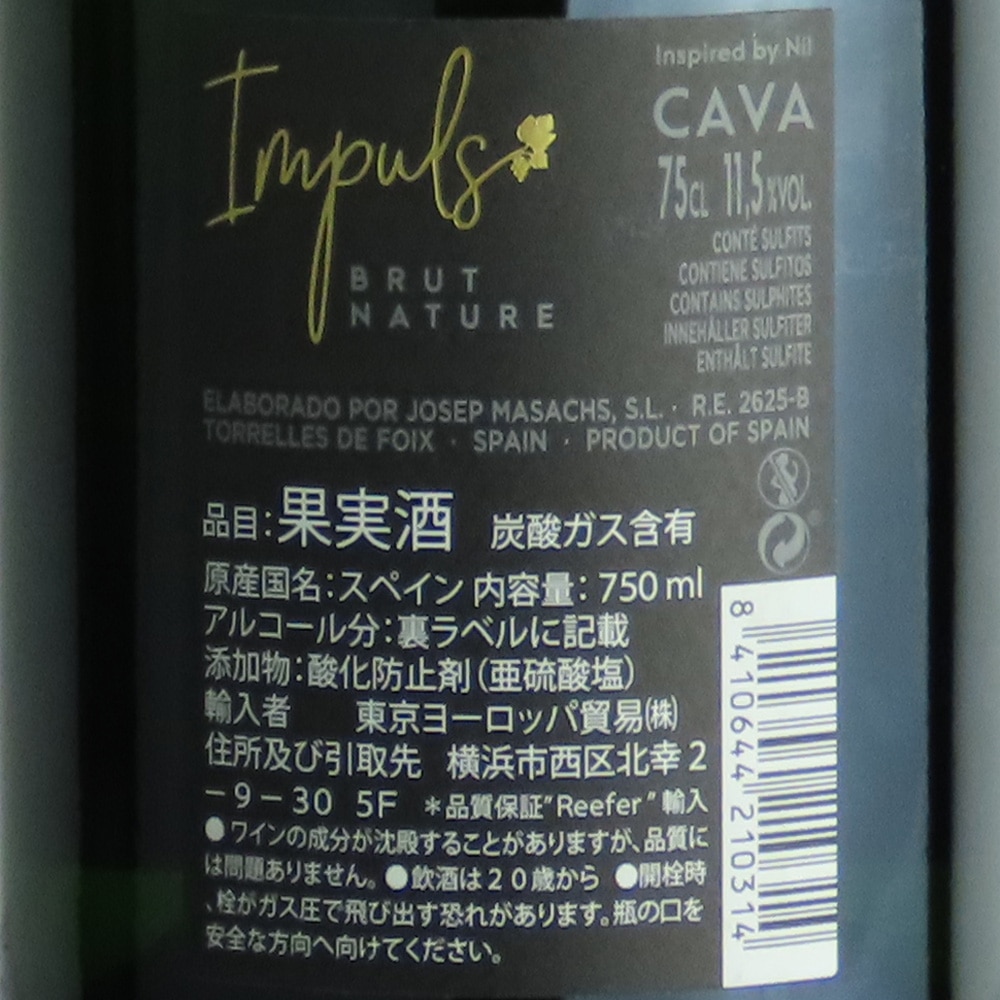 Impuls
BRUT
NATURE
Inspired by Nil
CAVA
75CL 11,5%VOL.
CONTÉ SULFITS
CONTIENE SULFITOS
CONTAINS SULPHITES
INNEHÅLLER SULFITER
ENTHÄLT SULFITE
ELABORADO POR JOSEP MASACHS, S.L. · R.E. 2625-B
TORRELLES DE FOIX · SPAIN · PRODUCT OF SPAIN
品目:果実酒 炭酸ガス含有
原産国名:スペイン 内容量: 750 ml
アルコール分:裏ラベルに記載
添加物:酸化防止剤(亜硫酸塩)
輸入者 東京ヨーロッパ貿易㈱
住所及び引取先 横浜市西区北幸2
-9-30 5F *品質保証"Reefer"輸入
●ワインの成分が沈殿することがありますが、品質に
は問題ありません。●飲酒は20歳から ●開栓時
、栓がガス圧で飛び出す恐れがあります。瓶の口を
安全な方向へ向けてください。
8 410644 210314